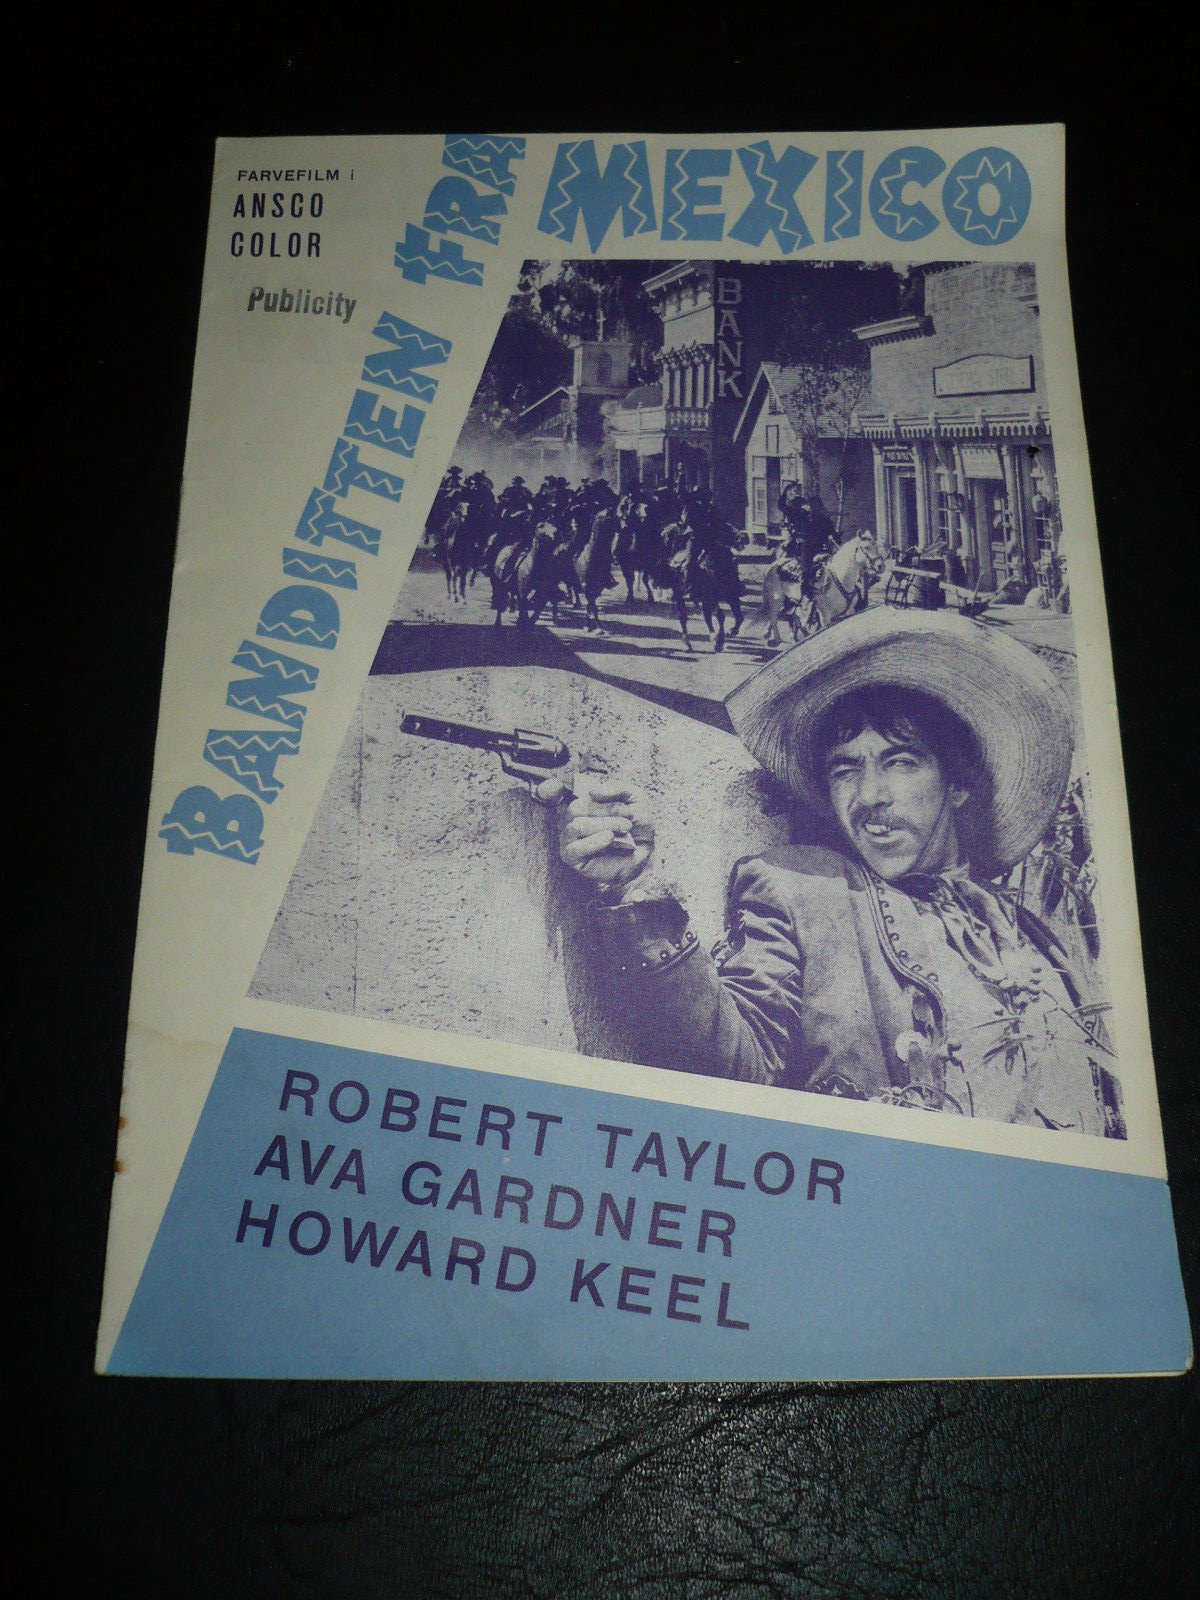 FARVEFILM i
ANSCO
COLOR
Publicity
BANDITTEN FRA
MEXICO
BANK
ROBERT TAYLOR
AVA GARDNER
HOWARD KEEL